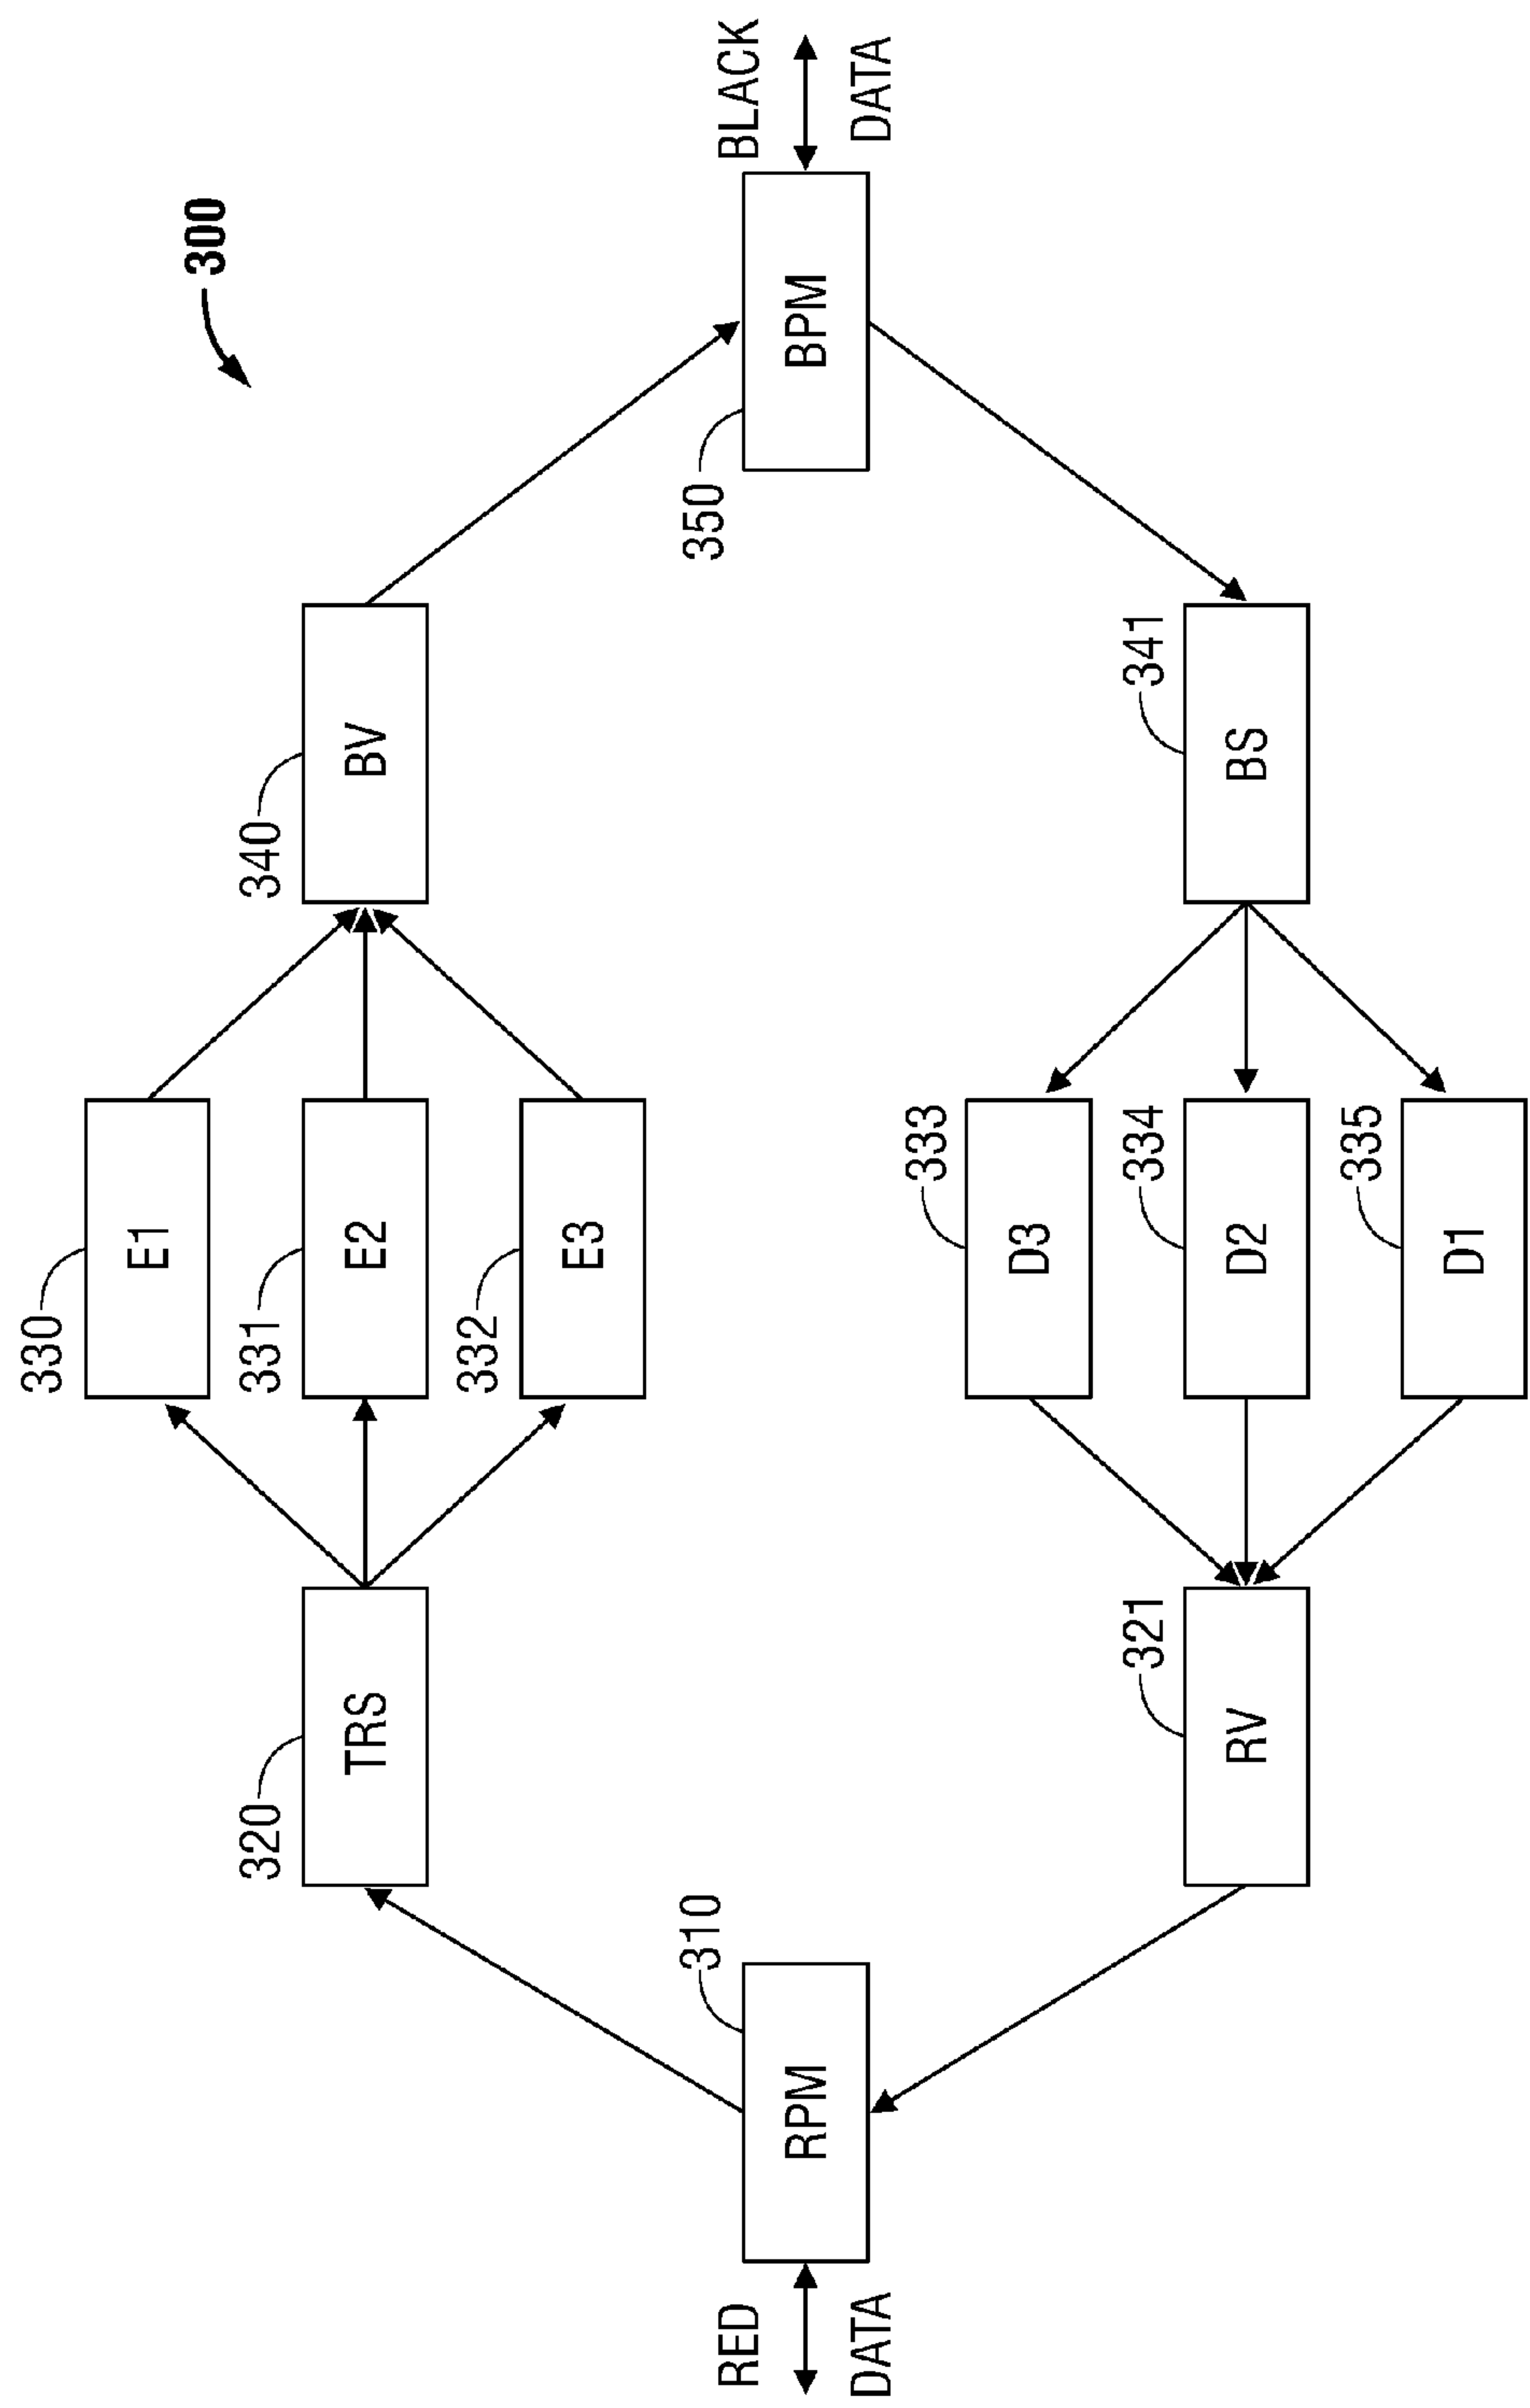 300
330
E1
320
TRS
331
E2
340
BV
332
E3
RED
DATA
310
RPM
350
BPM
BLACK
DATA
333
D3
321
RV
334
D2
341
BS
335
D1